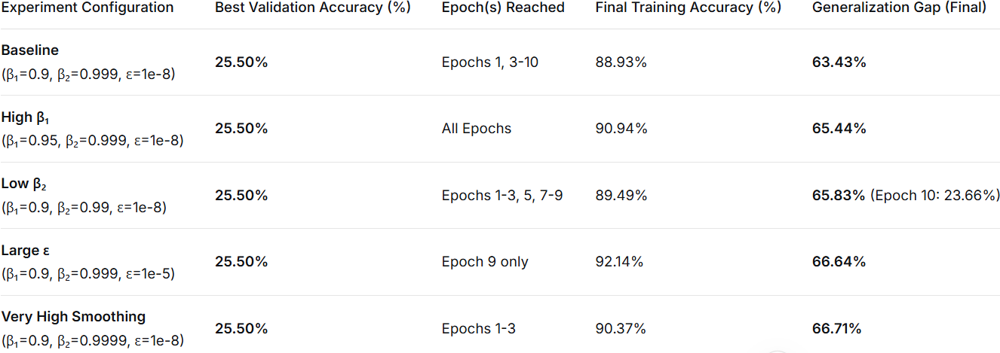 Experiment Configuration Best Validation Accuracy (%) Epoch(s) Reached Final Training Accuracy (%) Generalization Gap (Final)
Baseline
(β₁=0.9, β₂=0.999, ε=1e-8) 25.50% Epochs 1, 3-10 88.93% 63.43%
High β₁
(β₁=0.95, β₂=0.999, ε=1e-8) 25.50% All Epochs 90.94% 65.44%
Low β₂
(β₁=0.9, β₂=0.99, ε=1e-8) 25.50% Epochs 1-3, 5, 7-9 89.49% 65.83% (Epoch 10: 23.66%)
Large ε
(β₁=0.9, β₂=0.999, ε=1e-5) 25.50% Epoch 9 only 92.14% 66.64%
Very High Smoothing
(β₁=0.9, β₂=0.9999, ε=1e-8) 25.50% Epochs 1-3 90.37% 66.71%